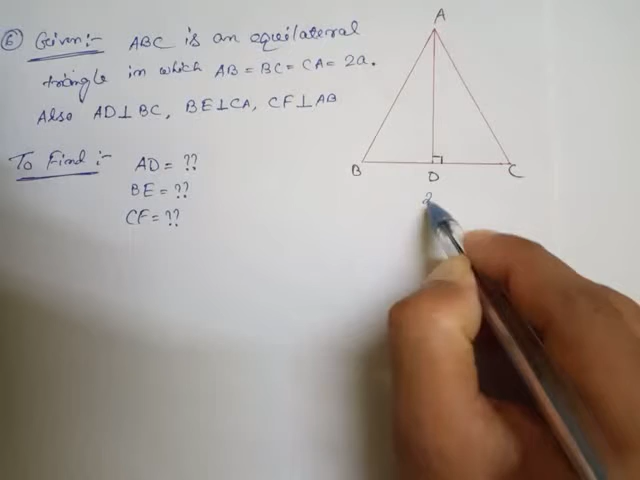 6 Given:- ABC is an equilateral
triangle in which AB = BC = CA = 2a.
Also AD⊥BC, BE⊥CA, CF⊥AB
To Find:- AD = ??
BE = ??
CF = ??
A
B D C